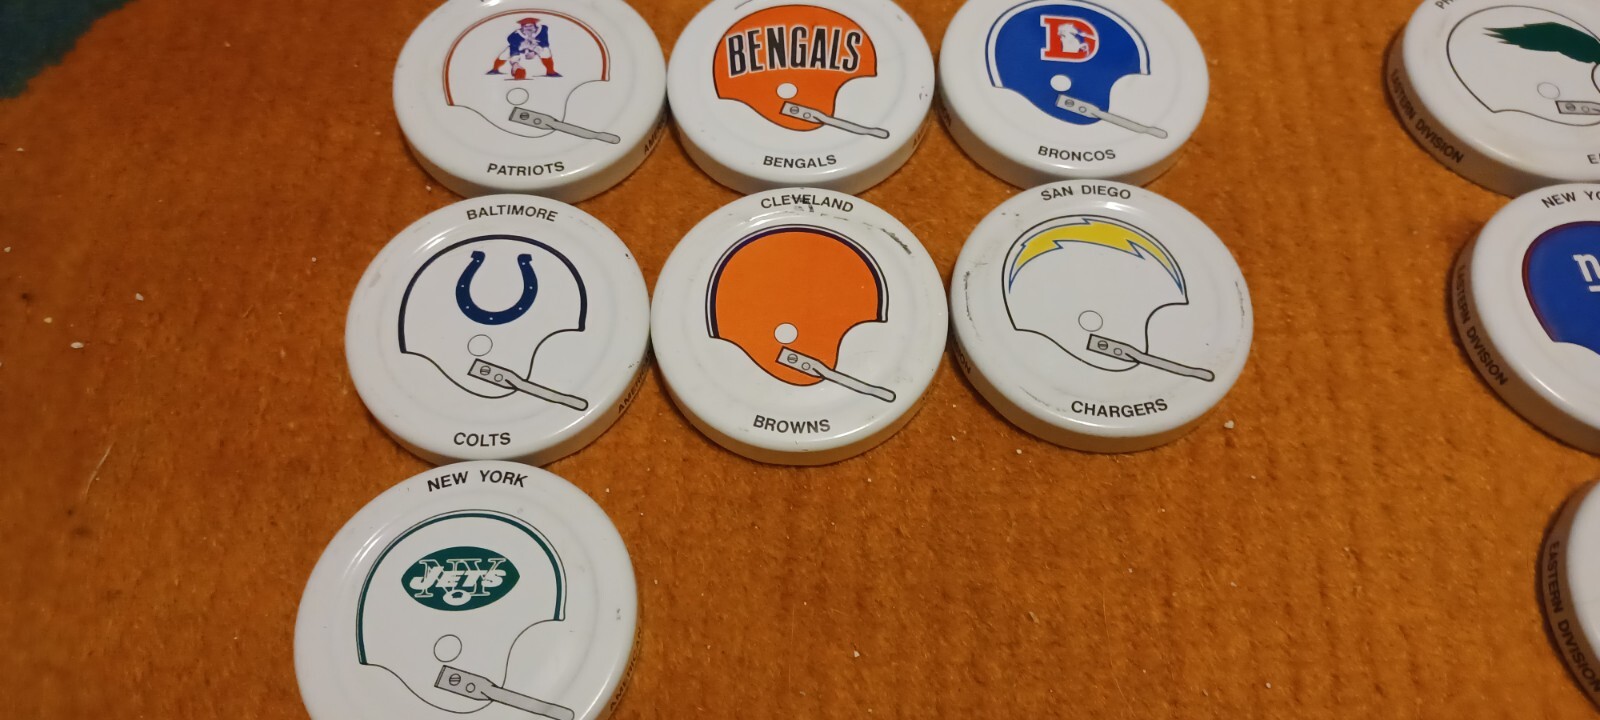 BENGALS
D
PATRIOTS
BENGALS
BRONCOS
EASTERN DIVISION
BALTIMORE
COLTS
CLEVELAND
BROWNS
SAN DIEGO
CHARGERS
NEW
EASTERN DIVISION
NEW YORK
NY
JETS
EASTERN DIVISION